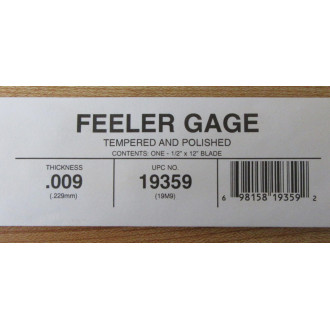 FEELER GAGE
TEMPERED AND POLISHED
CONTENTS: ONE - 1/2" x 12" BLADE
THICKNESS
.009
(.229mm)
UPC NO.
19359
(19M9)
6 98158 19359 2